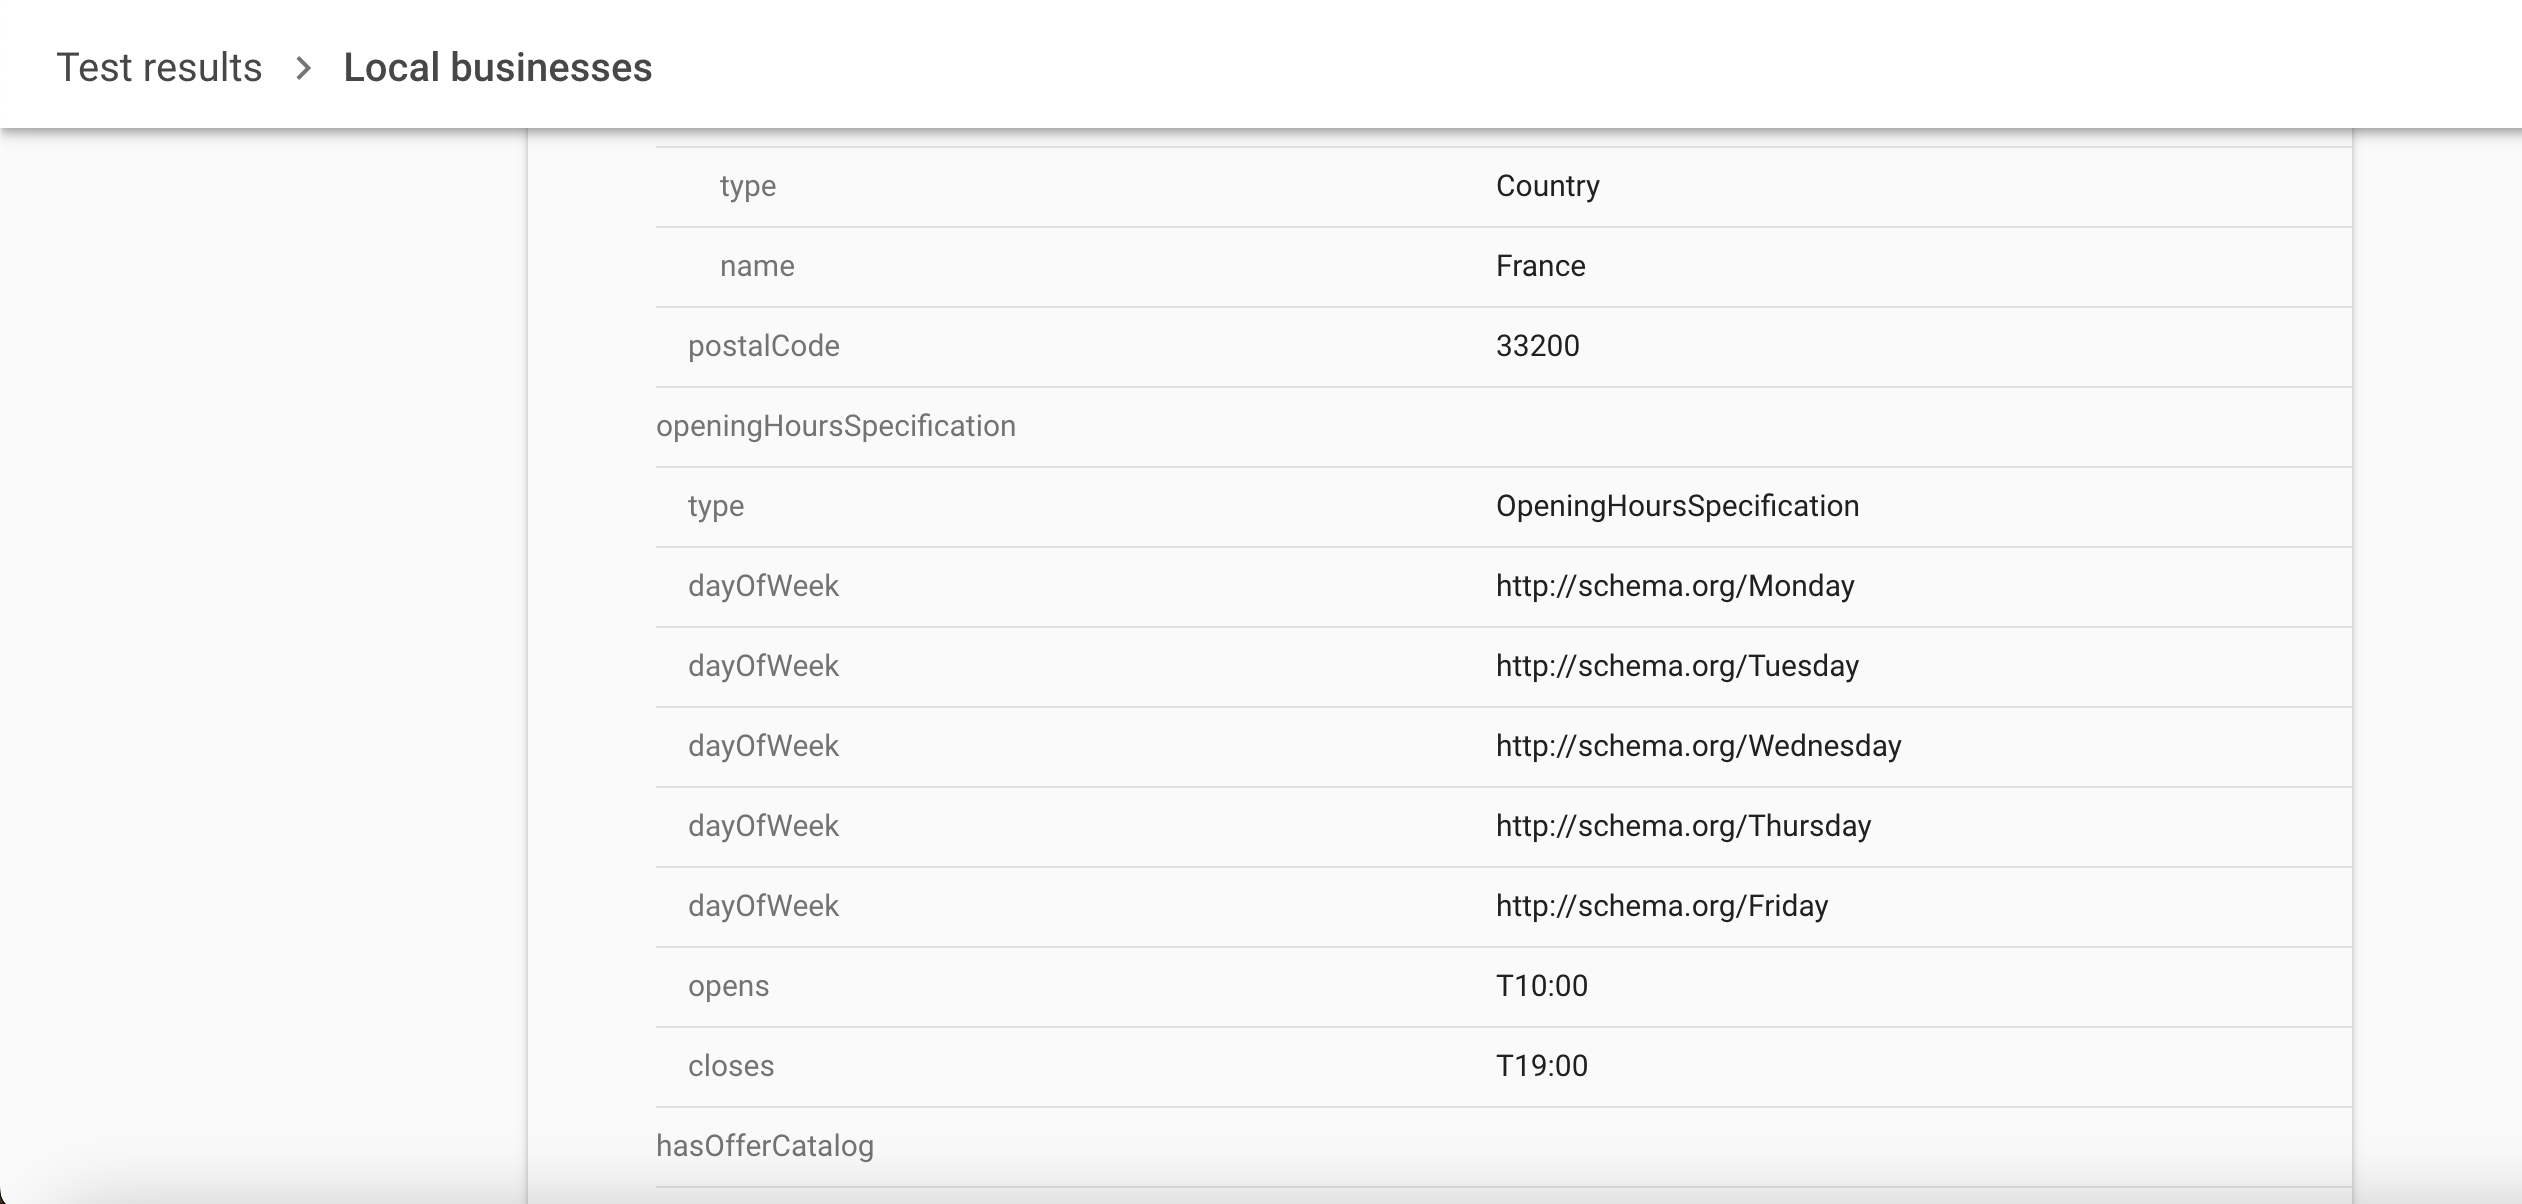 Test results > Local businesses
type Country
name France
postalCode 33200
openingHoursSpecification
type OpeningHoursSpecification
dayOfWeek http://schema.org/Monday
dayOfWeek http://schema.org/Tuesday
dayOfWeek http://schema.org/Wednesday
dayOfWeek http://schema.org/Thursday
dayOfWeek http://schema.org/Friday
opens T10:00
closes T19:00
hasOfferCatalog